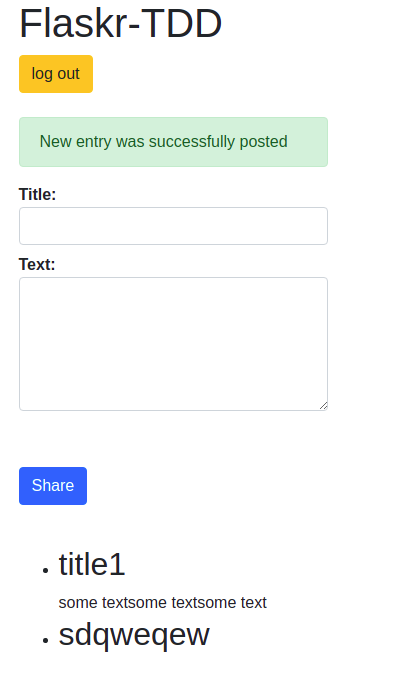 Flaskr-TDD
log out
New entry was successfully posted
Title:
Text:
Share
title1
some textsome textsome text
sdqweqew